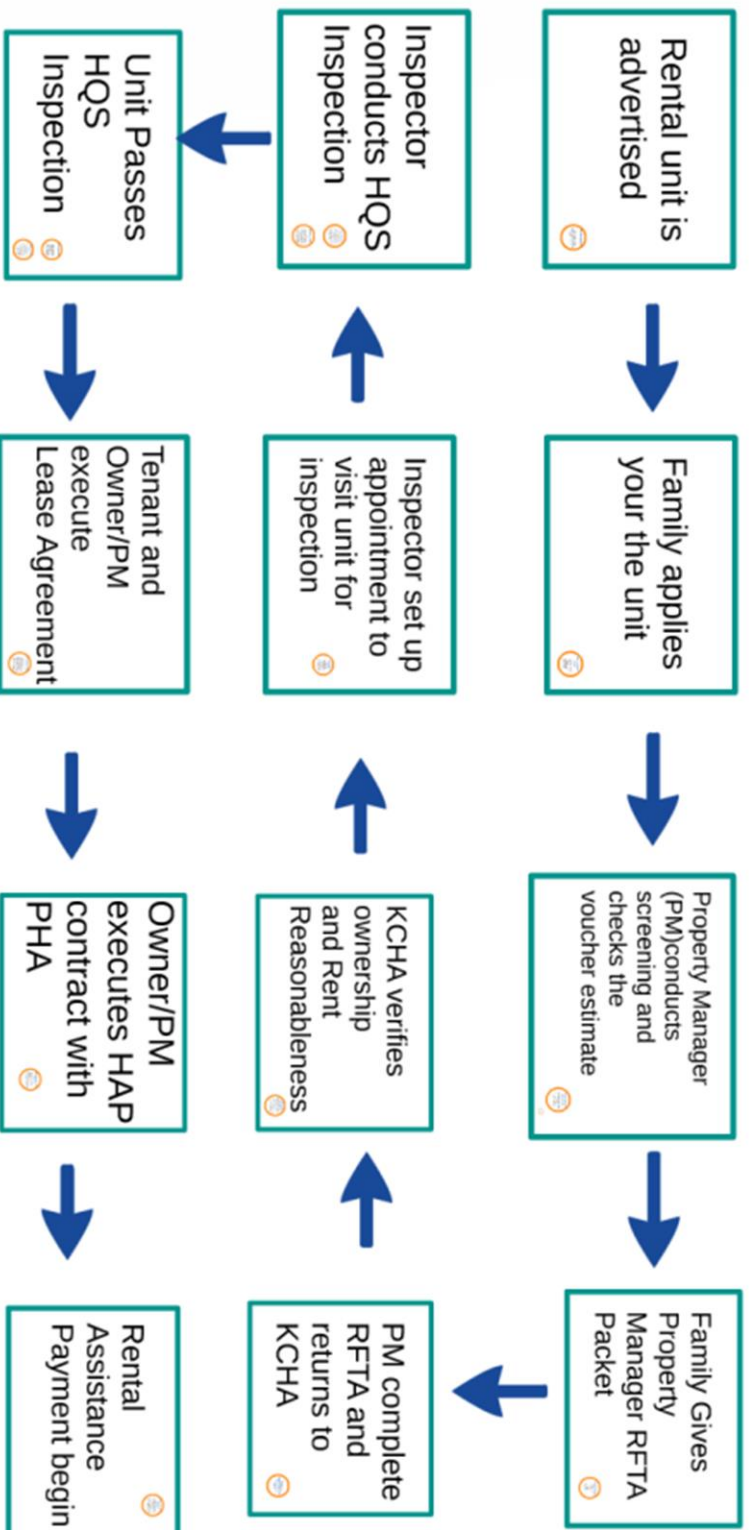 Rental unit is
advertised
Family applies
your the unit
Property Manager
(PM)conducts
screening and
checks the
voucher estimate
Family Gives
Property
Manager RFTA
Packet
PM complete
RFTA and
returns to
KCHA
KCHA verifies
ownership
and Rent
Reasonableness
Inspector set up
appointment to
visit unit for
inspection
Inspector
conducts HQS
Inspection
Unit Passes
HQS
Inspection
Tenant and
Owner/PM
execute
Lease Agreement
Owner/PM
executes HAP
contract with
PHA
Rental
Assistance
Payment begin